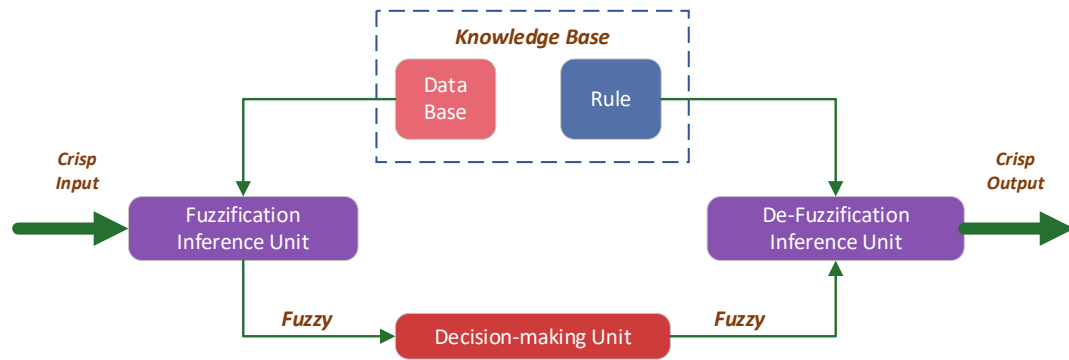 Knowledge Base
Data
Base
Rule
Crisp
Input
Crisp
Output
Fuzzification
Inference Unit
De-Fuzzification
Inference Unit
Fuzzy
Decision-making Unit
Fuzzy